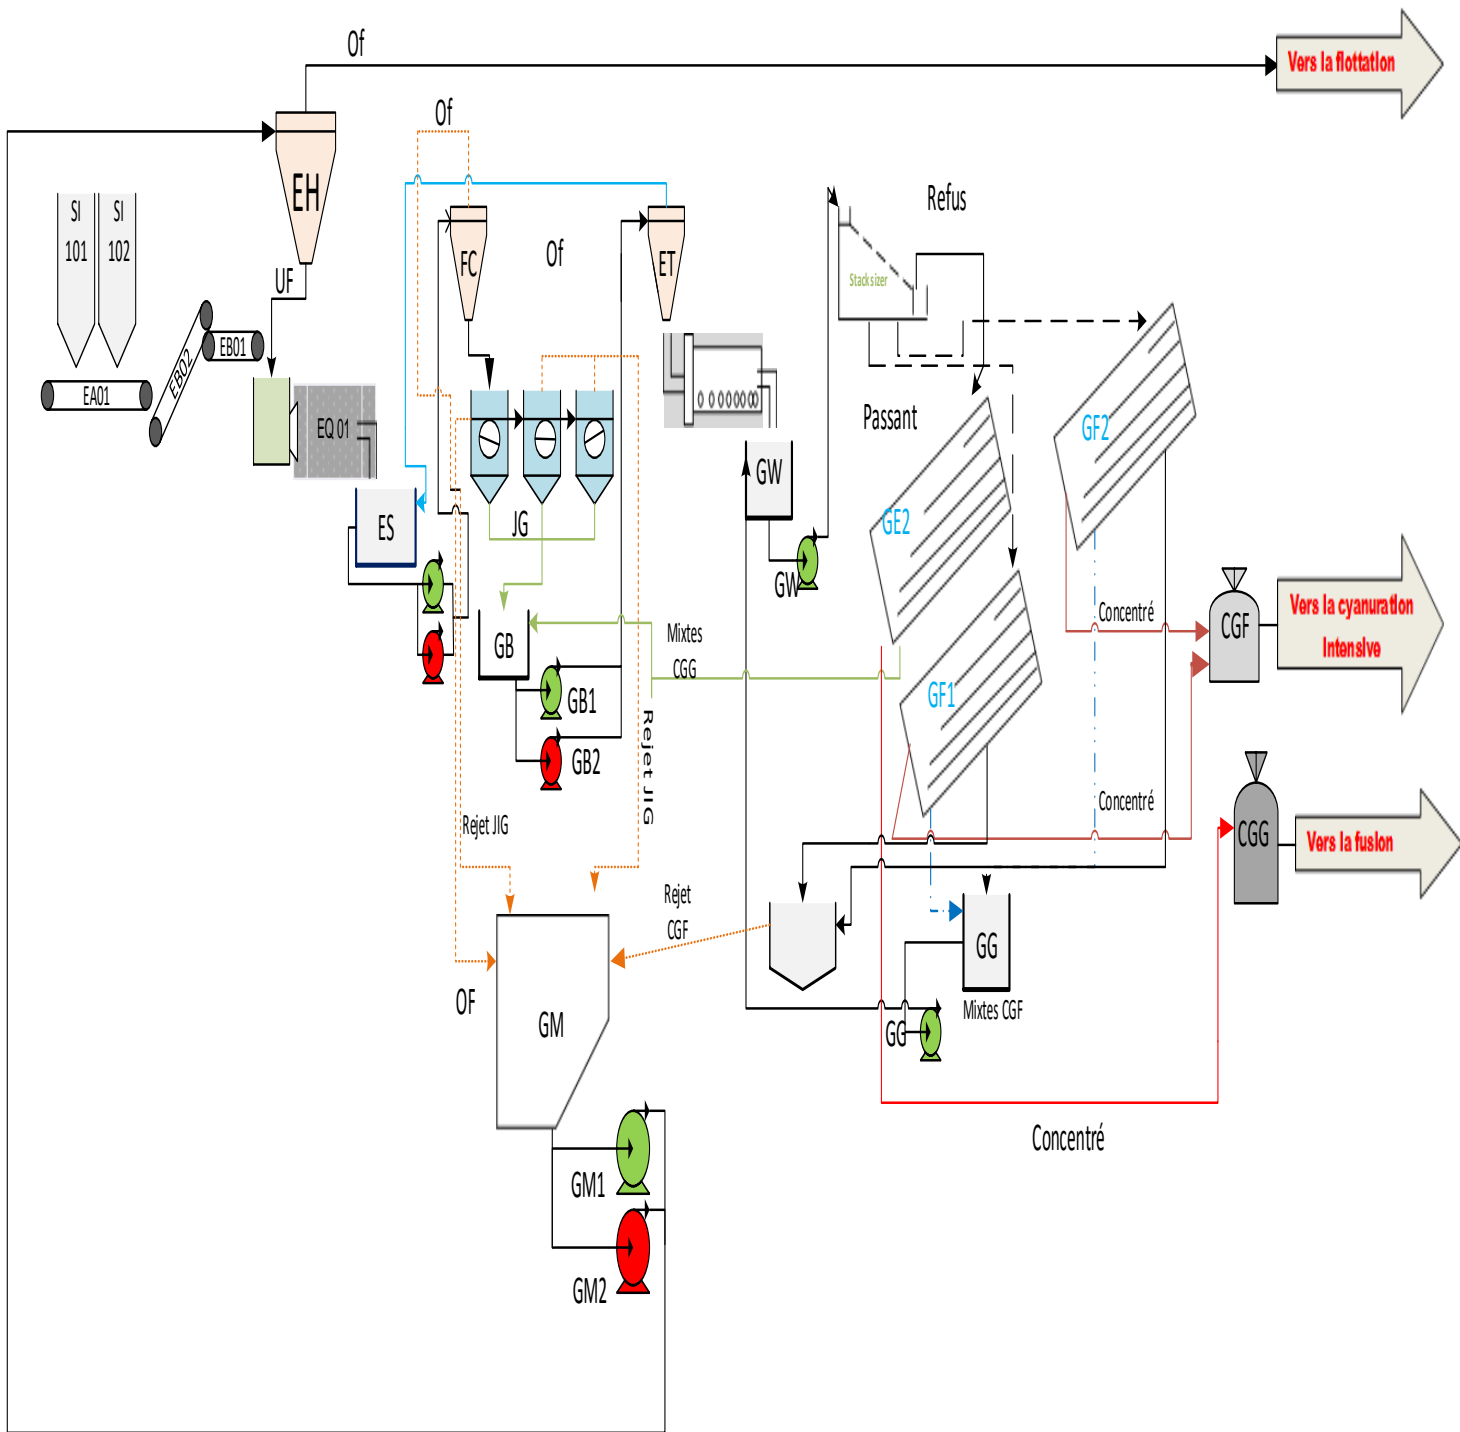 Of
Vers la flottation
Of
EH
SI
101
SI
102
UF
FC
Of
ET
Refus
Stack sizer
EA01
EB02
EB01
EQ 01
Passant
GF2
GE2
GW
GW
ES
JG
GB
Mixtes
CGG
GB1
GB2
GF1
Concentré
CGF
Vers la cyanuration
Intensive
Rejet JIG
Rejet JIG
Concentré
CGG
Vers la fusion
Rejet
CGF
OF
GM
GG
Mixtes CGF
GG
Concentré
GM1
GM2